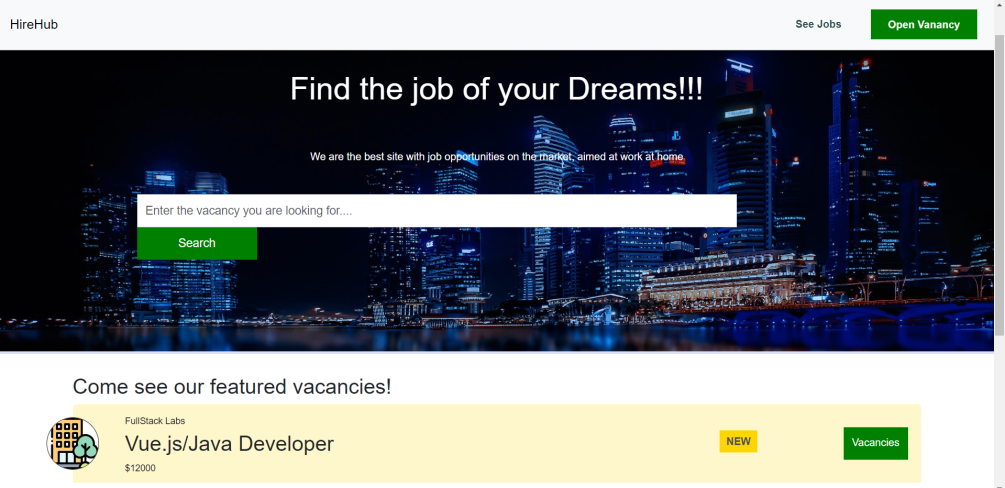 HireHub
See Jobs
Open Vanancy
Find the job of your Dreams!!!
We are the best site with job opportunities on the market, aimed at work at home
Enter the vacancy you are looking for....
Search
Come see our featured vacancies!
FullStack Labs
Vue.js/Java Developer
$12000
NEW
Vacancies